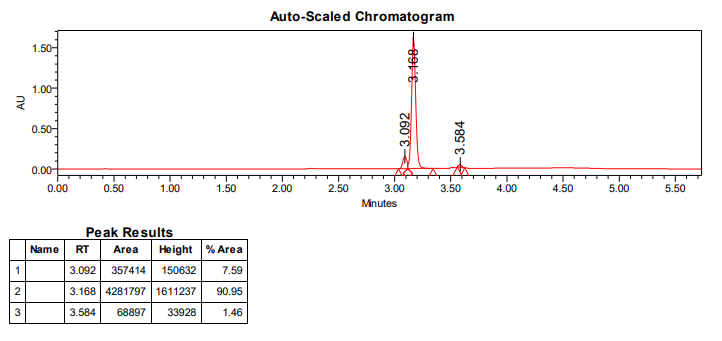 Auto-Scaled Chromatogram
AU
1.50
1.00
0.50
0.00
3.092
3.168
3.584
0.00 0.50 1.00 1.50 2.00 2.50 3.00 3.50 4.00 4.50 5.00 5.50
Minutes
Peak Results
Name RT Area Height % Area
1 3.092 357414 150632 7.59
2 3.168 4281797 1611237 90.95
3 3.584 68897 33928 1.46